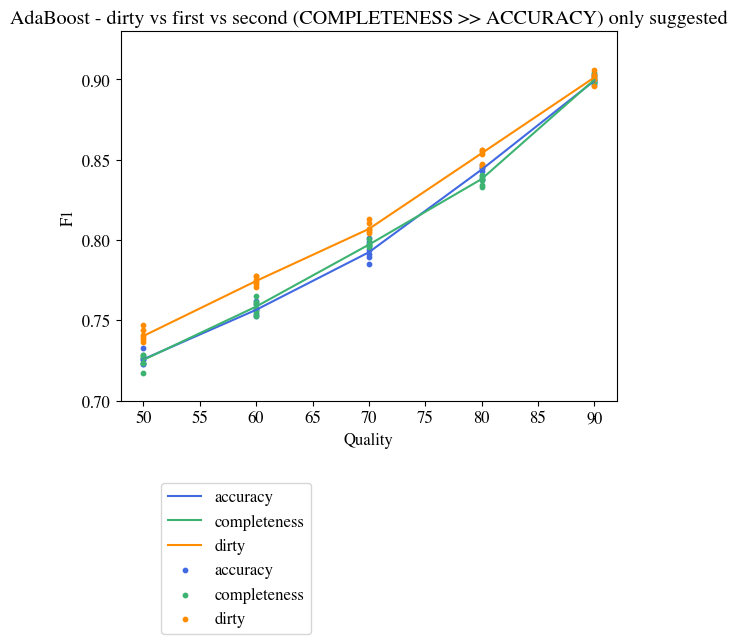 AdaBoost - dirty vs first vs second (COMPLETENESS >> ACCURACY) only suggested
0.90
0.85
0.80
0.75
0.70
F1
50 55 60 65 70 75 80 85 90
Quality
accuracy
completeness
dirty
accuracy
completeness
dirty